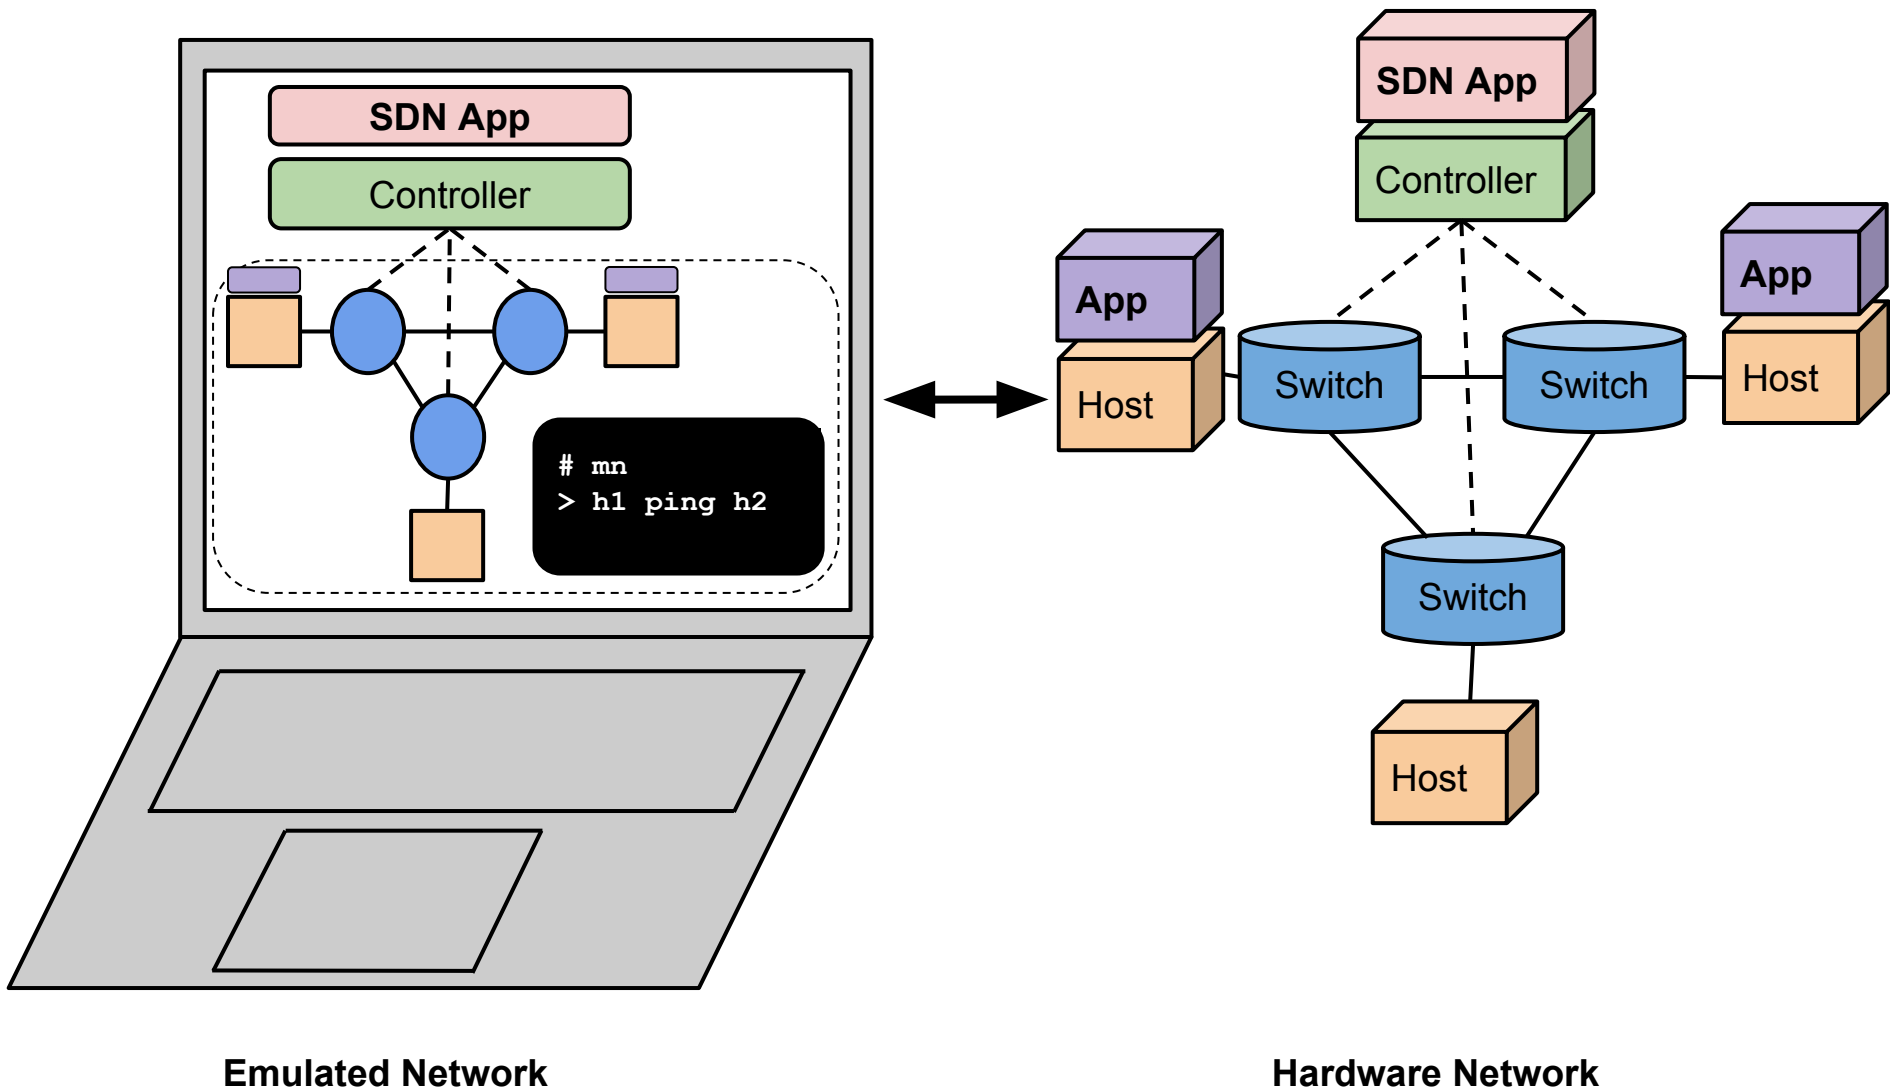 SDN App
Controller
# mn
> h1 ping h2
Emulated Network
SDN App
Controller
App
Host
Switch
Switch
App
Host
Switch
Host
Hardware Network